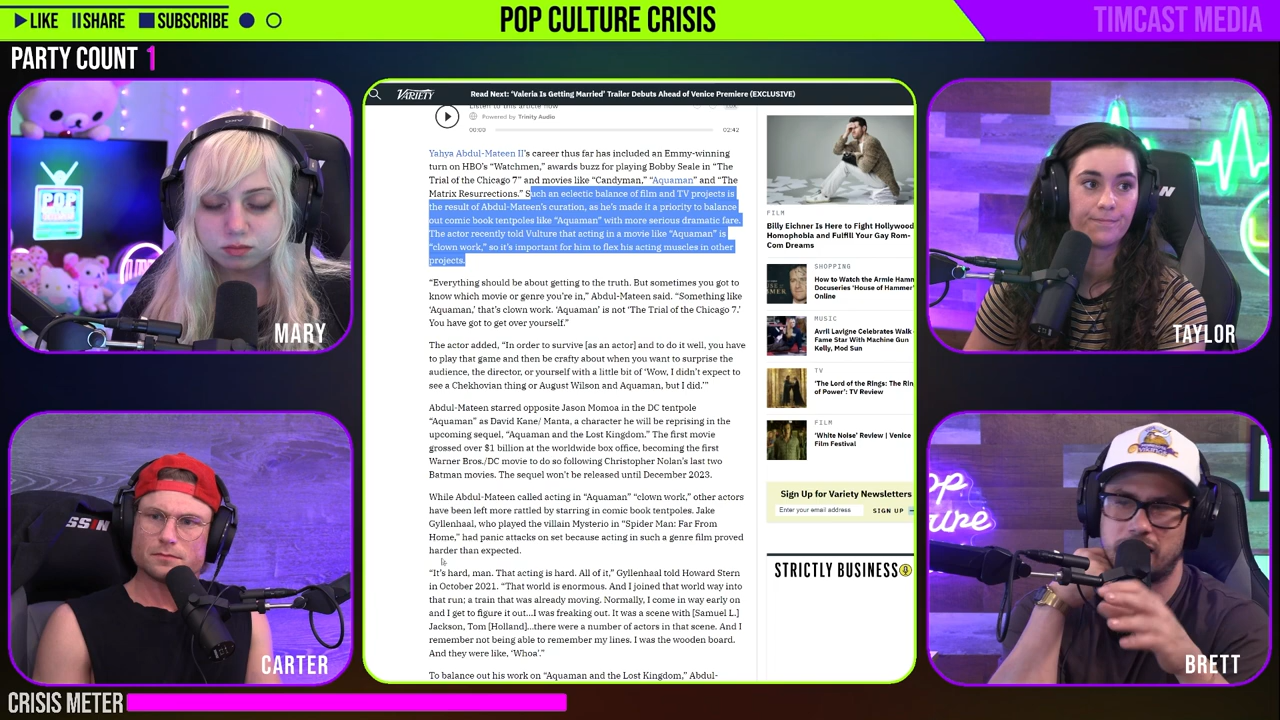 LIKE SHARE SUBSCRIBE
POP CULTURE CRISIS
TIMCAST MEDIA
PARTY COUNT 1
MARY
CARTER
TAYLOR
BRETT
CRISIS METER
VARIETY
Read Next: ‘Valeria Is Getting Married’ Trailer Debuts Ahead of Venice Premiere (EXCLUSIVE)
Listen to this article now
Powered by Trinity Audio
00:03
02:42
Yahya Abdul-Mateen II’s career thus far has included an Emmy-winning
turn on HBO’s “Watchmen,” awards buzz for playing Bobby Seale in “The
Trial of the Chicago 7” and movies like “Candyman,” “Aquaman” and “The
Matrix Resurrections.” Such an eclectic balance of film and TV projects is
the result of Abdul-Mateen’s curation, as he’s made it a priority to balance
out comic book tentpoles like “Aquaman” with more serious dramatic fare.
The actor recently told Vulture that acting in a movie like “Aquaman” is
“clown work,” so it’s important for him to flex his acting muscles in other
projects.
“Everything should be about getting to the truth. But sometimes you got to
know which movie or genre you’re in,” Abdul-Mateen said. “Something like
‘Aquaman,’ that’s clown work. ‘Aquaman’ is not ‘The Trial of the Chicago 7.’
You have got to get over yourself.”
The actor added, “In order to survive [as an actor] and to do it well, you have
to play that game and then be crafty about when you want to surprise the
audience, the director, or yourself with a little bit of ‘Wow, I didn’t expect to
see a Chekhovian thing or August Wilson and Aquaman, but I did.’”
Abdul-Mateen starred opposite Jason Momoa in the DC tentpole
“Aquaman” as David Kane/ Manta, a character he will be reprising in the
upcoming sequel, “Aquaman and the Lost Kingdom.” The first movie
grossed over $1 billion at the worldwide box office, becoming the first
Warner Bros./DC movie to do so following Christopher Nolan’s last two
Batman movies. The sequel won’t be released until December 2023.
While Abdul-Mateen called acting in “Aquaman” “clown work,” other actors
have been left more rattled by starring in comic book tentpoles. Jake
Gyllenhaal, who played the villain Mysterio in “Spider Man: Far From
Home,” had panic attacks on set because acting in such a genre film proved
harder than expected.
“It’s hard, man. That acting is hard. All of it,” Gyllenhaal told Howard Stern
in October 2021. “That world is enormous. And I joined that world way into
that run; a train that was already moving. Normally, I come in way early on
and I get to figure it out…I was freaking out. It was a scene with [Samuel L.]
Jackson, Tom [Holland]…there were a number of actors in that scene. And I
remember not being able to remember my lines. I was the wooden board.
And they were like, ‘Whoa’.”
To balance out his work on “Aquaman and the Lost Kingdom,” Abdul-
FILM
Billy Eichner Is Here to Fight Hollywood
Homophobia and Fulfill Your Gay Rom-
Com Dreams
SHOPPING
How to Watch the Armie Hamm
Docuseries ‘House of Hammer’
Online
MUSIC
Avril Lavigne Celebrates Walk
Fame Star With Machine Gun
Kelly, Mod Sun
TV
‘The Lord of the Rings: The Rin
of Power’: TV Review
FILM
‘White Noise’ Review | Venice
Film Festival
Sign Up for Variety Newsletters
Enter your email address
SIGN UP
STRICTLY BUSINESS